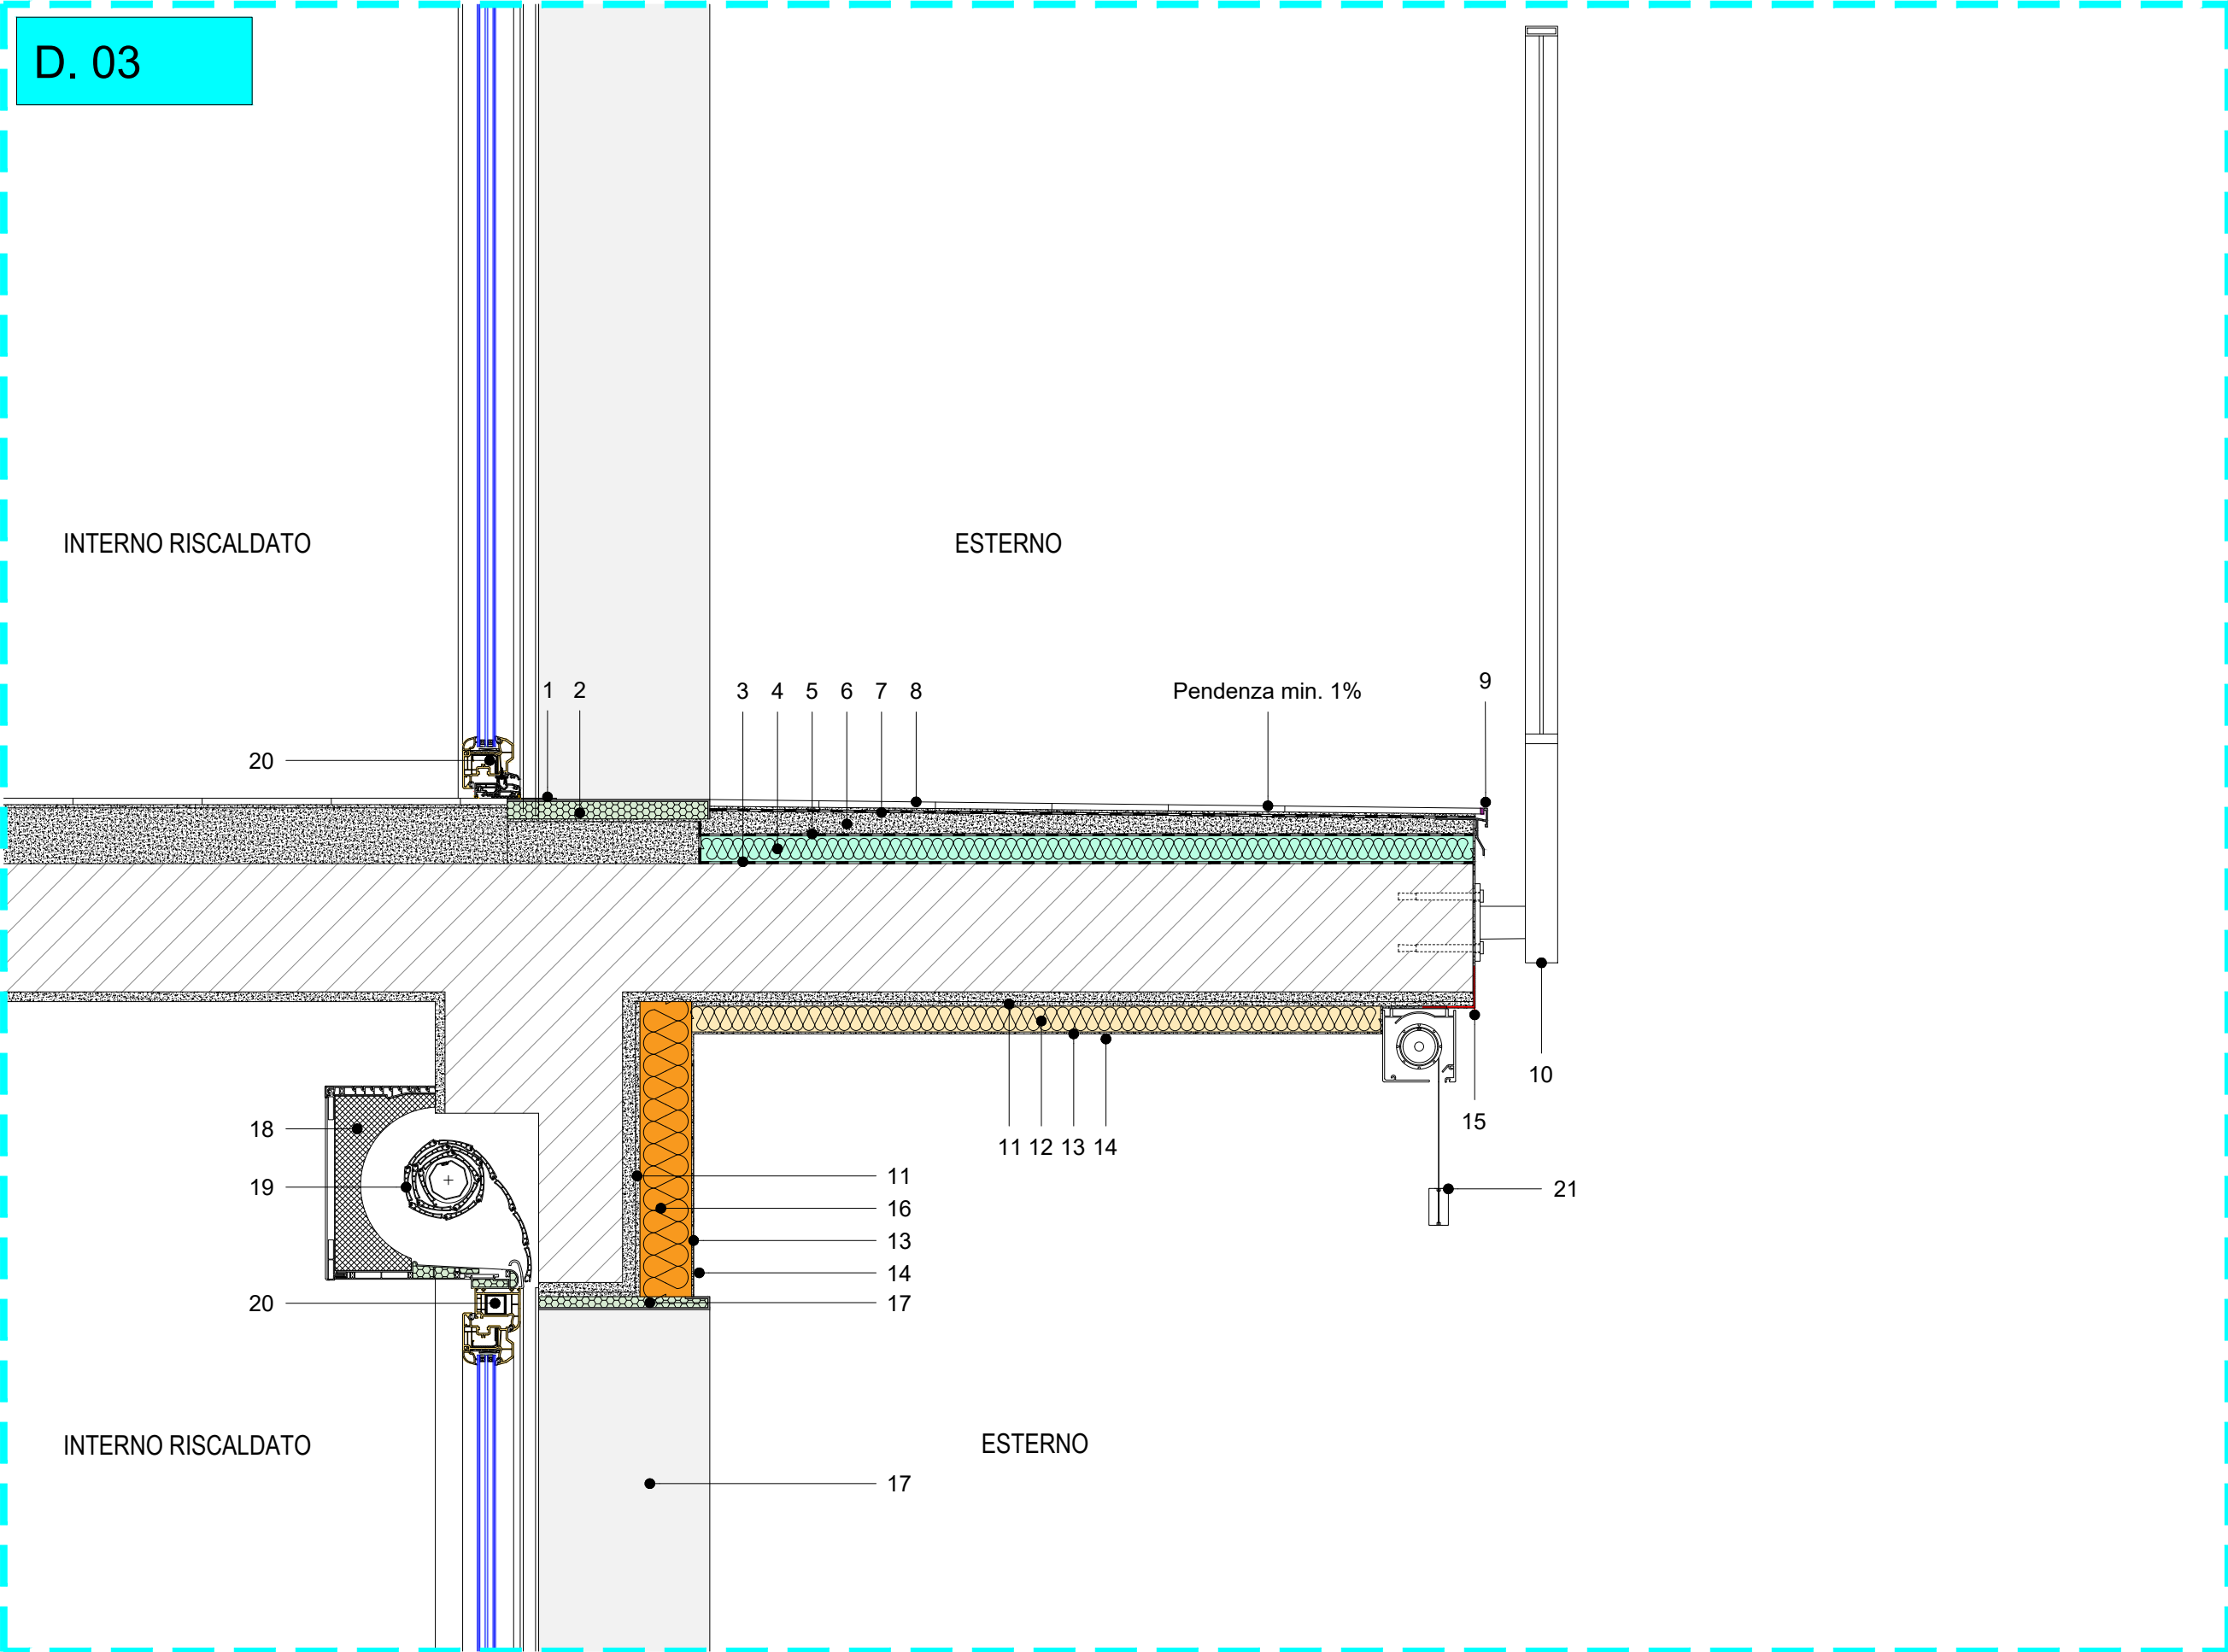 D. 03
INTERNO RISCALDATO
ESTERNO
1 2 3 4 5 6 7 8 Pendenza min. 1% 9
20
10
15
11 12 13 14
18
19
11
16
13
14
17
21
20
INTERNO RISCALDATO
ESTERNO
17